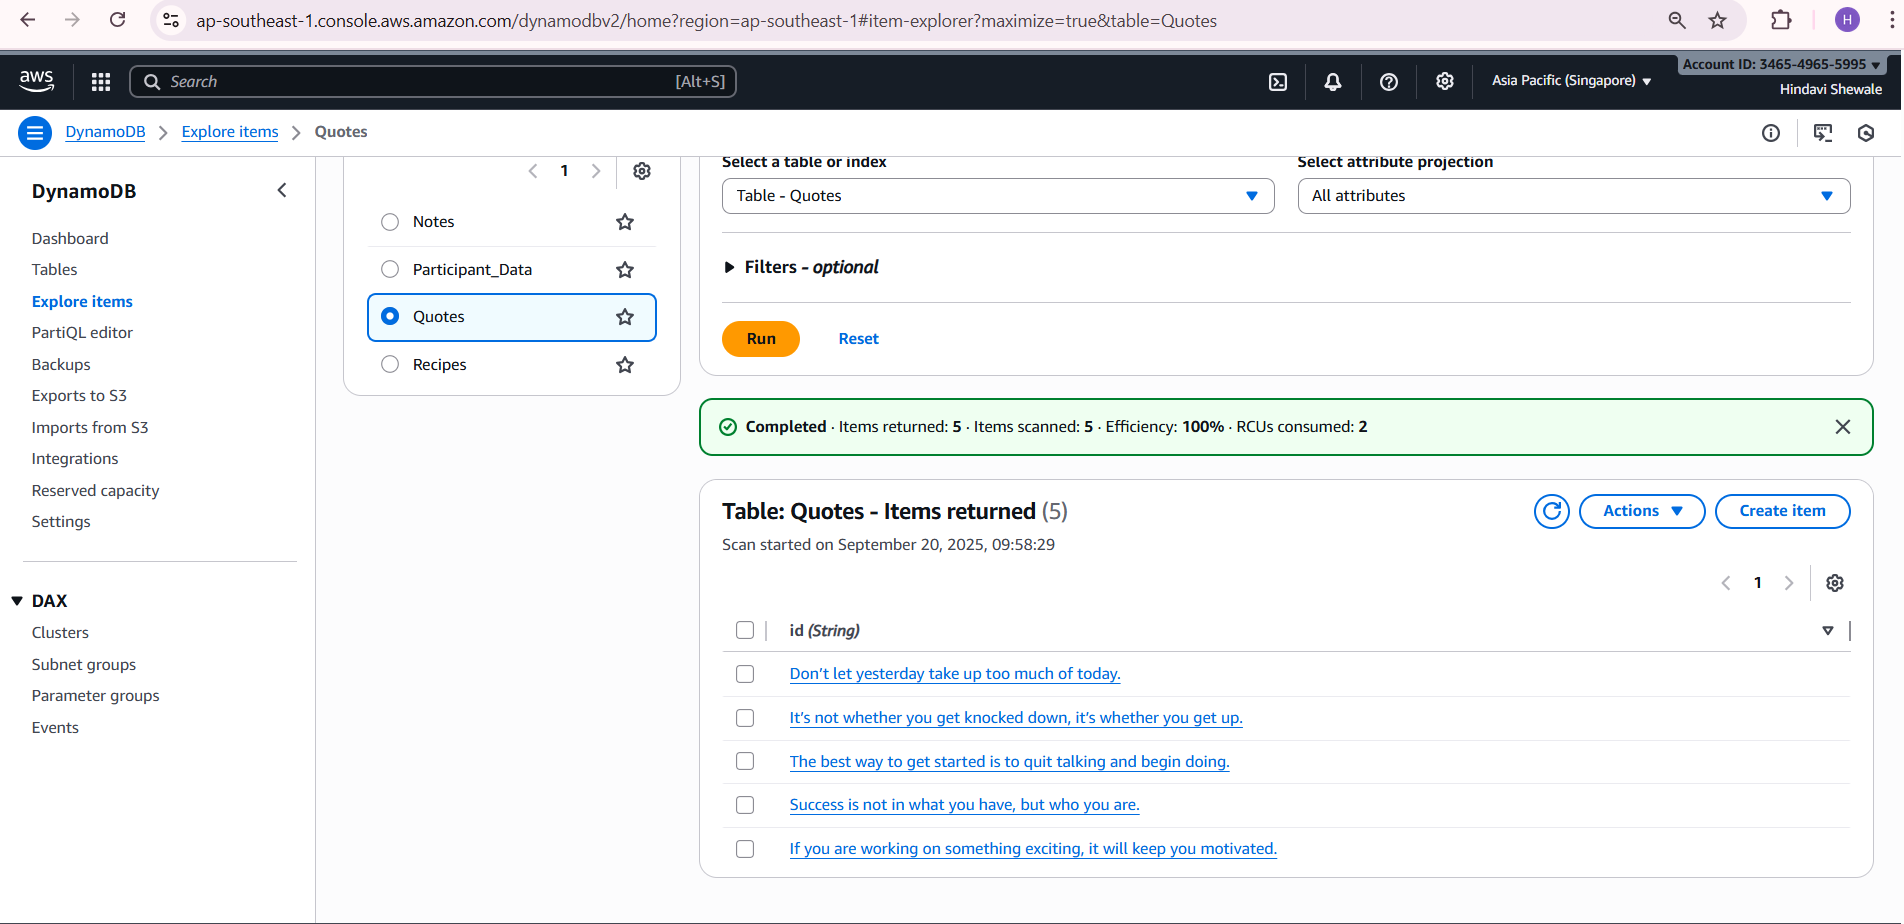 ap-southeast-1.console.aws.amazon.com/dynamodbv2/home?region=ap-southeast-1#item-explorer?maximize=true&table=Quotes
H
aws
Search
[Alt+S]
Asia Pacific (Singapore)
Account ID: 3465-4965-5995
Hindavi Shewale
DynamoDB
Explore items
Quotes
DynamoDB
Dashboard
Tables
Explore items
PartiQL editor
Backups
Exports to S3
Imports from S3
Integrations
Reserved capacity
Settings
DAX
Clusters
Subnet groups
Parameter groups
Events
1
Notes
Participant_Data
Quotes
Recipes
Select a table or index
Table - Quotes
Select attribute projection
All attributes
Filters - optional
Run
Reset
Completed · Items returned: 5 · Items scanned: 5 · Efficiency: 100% · RCUs consumed: 2
Table: Quotes - Items returned (5)
Scan started on September 20, 2025, 09:58:29
Actions
Create item
1
id (String)
Don’t let yesterday take up too much of today.
It’s not whether you get knocked down, it’s whether you get up.
The best way to get started is to quit talking and begin doing.
Success is not in what you have, but who you are.
If you are working on something exciting, it will keep you motivated.